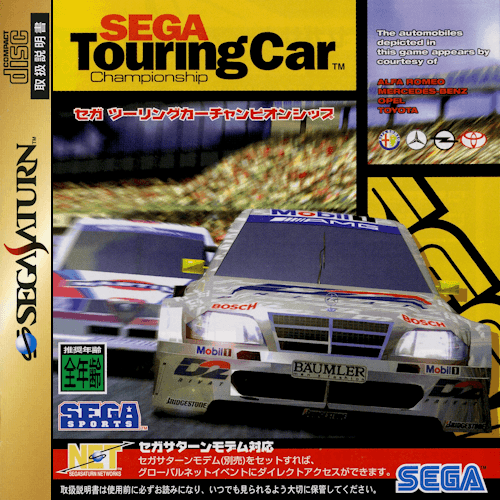 COMPACT
disc
取扱説明書
SEGA SATURN™
SEGA
Touring Car™
Championship
セガ ツーリングカーチャンピオンシップ
The automobiles
depicted in
this game appears by
courtesy of
ALFA ROMEO
MERCEDES-BENZ
OPEL
TOYOTA
Mobil 1
AMG
BOSCH
BOSCH
Mobil 1
Mobil 1
BÄUMLER
BRIDGESTONE
BRIDGESTONE
推奨年齢
全年齢
SEGA
SPORTS™
NET
SEGASATURN NETWORKS
セガサターンモデム対応
セガサターンモデム(別売)をセットすれば、
グローバルネットイベントにダイレクトアクセスができます。
取扱説明書は使用前に必ずお読みになり、いつでも見られるよう大切に保管してください。
SEGA